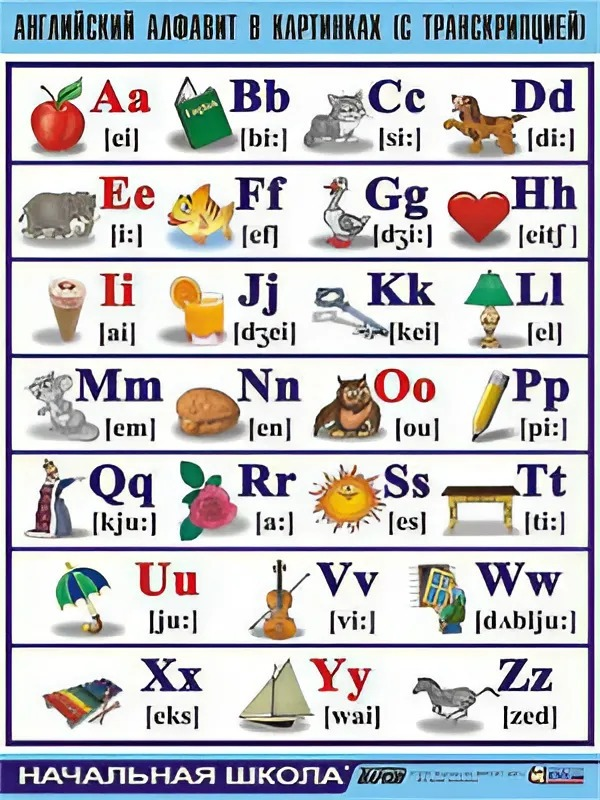 АНГЛИЙСКИЙ АЛФАВИТ В КАРТИНКАХ (С ТРАНСКРИПЦИЕЙ)
Aa Bb Cc Dd
[ei] [bi:] [si:] [di:]
Ee Ff Gg Hh
[i:] [ef] [dʒi:] [eitʃ]
Ii Jj Kk Ll
[ai] [dʒei] [kei] [el]
Mm Nn Oo Pp
[em] [en] [ou] [pi:]
Qq Rr Ss Tt
[kju:] [a:] [es] [ti:]
Uu Vv Ww
[ju:] [vi:] [dʌblju:]
Xx Yy Zz
[eks] [wai] [zed]
НАЧАЛЬНАЯ ШКОЛА